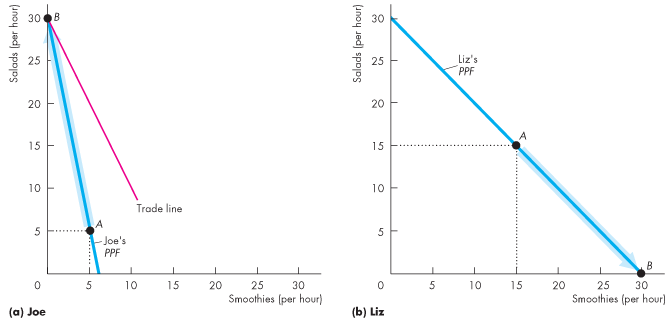 Salads (per hour)
30
25
20
15
10
5
0
B
A
Trade line
Joe's
PPF
5
10
15
20
25
30
Smoothies (per hour)
(a) Joe
Salads (per hour)
30
25
20
15
10
5
0
Liz's
PPF
A
B
5
10
15
20
25
30
Smoothies (per hour)
(b) Liz